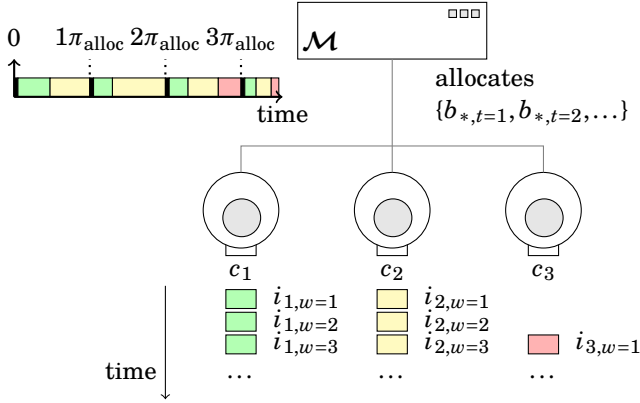 0 1π_alloc 2π_alloc 3π_alloc
time
ℳ
allocates
{b_{*,t=1}, b_{*,t=2}, …}
c_1 c_2 c_3
i_{1,w=1} i_{2,w=1}
i_{1,w=2} i_{2,w=2}
i_{1,w=3} i_{2,w=3} i_{3,w=1}
time … … …